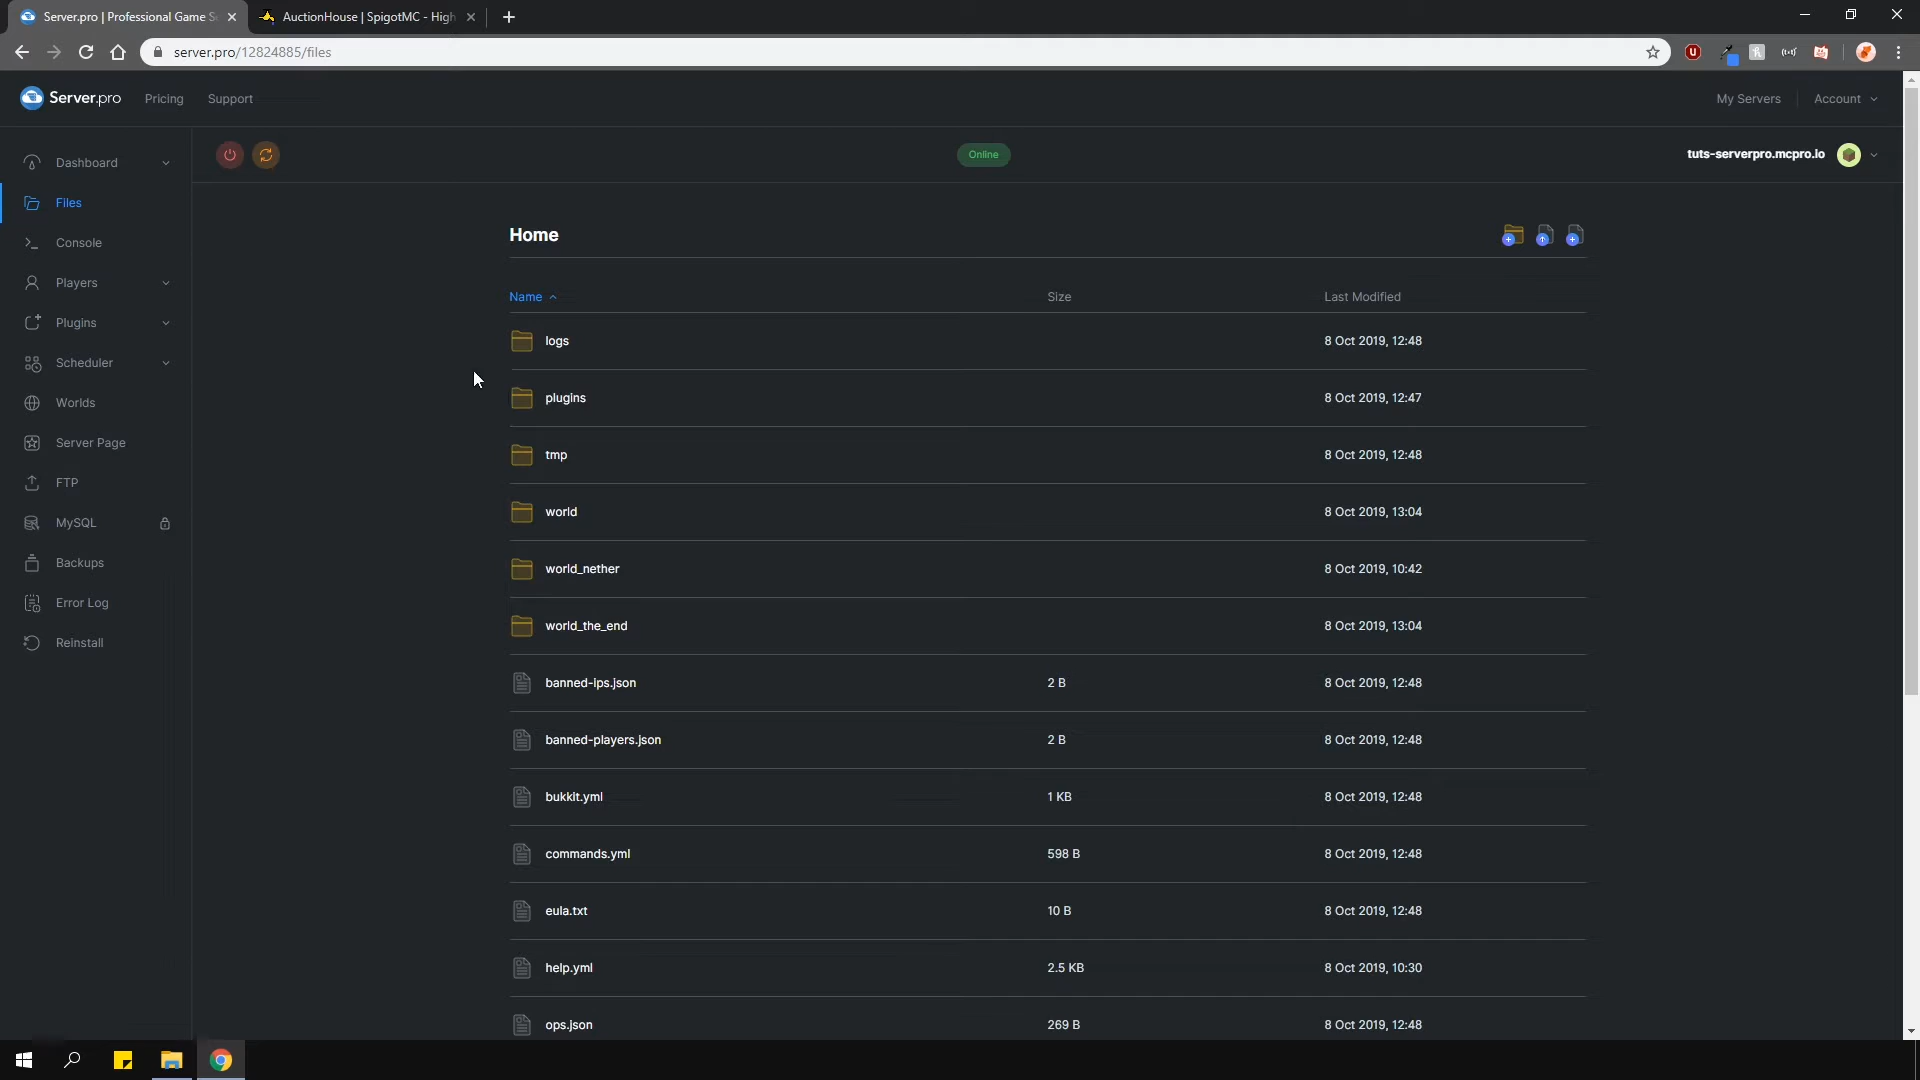 Server.pro | Professional Game S
AuctionHouse | SpigotMC - High
server.pro/12824885/files
Server.pro
Pricing
Support
My Servers
Account
Online
tuts-serverpro.mcpro.io
Dashboard
Files
Console
Players
Plugins
Scheduler
Worlds
Server Page
FTP
MySQL
Backups
Error Log
Reinstall
Home
Name Size Last Modified
logs 8 Oct 2019, 12:48
plugins 8 Oct 2019, 12:47
tmp 8 Oct 2019, 12:48
world 8 Oct 2019, 13:04
world_nether 8 Oct 2019, 10:42
world_the_end 8 Oct 2019, 13:04
banned-ips.json 2 B 8 Oct 2019, 12:48
banned-players.json 2 B 8 Oct 2019, 12:48
bukkit.yml 1 KB 8 Oct 2019, 12:48
commands.yml 598 B 8 Oct 2019, 12:48
eula.txt 10 B 8 Oct 2019, 12:48
help.yml 2.5 KB 8 Oct 2019, 10:30
ops.json 269 B 8 Oct 2019, 12:48